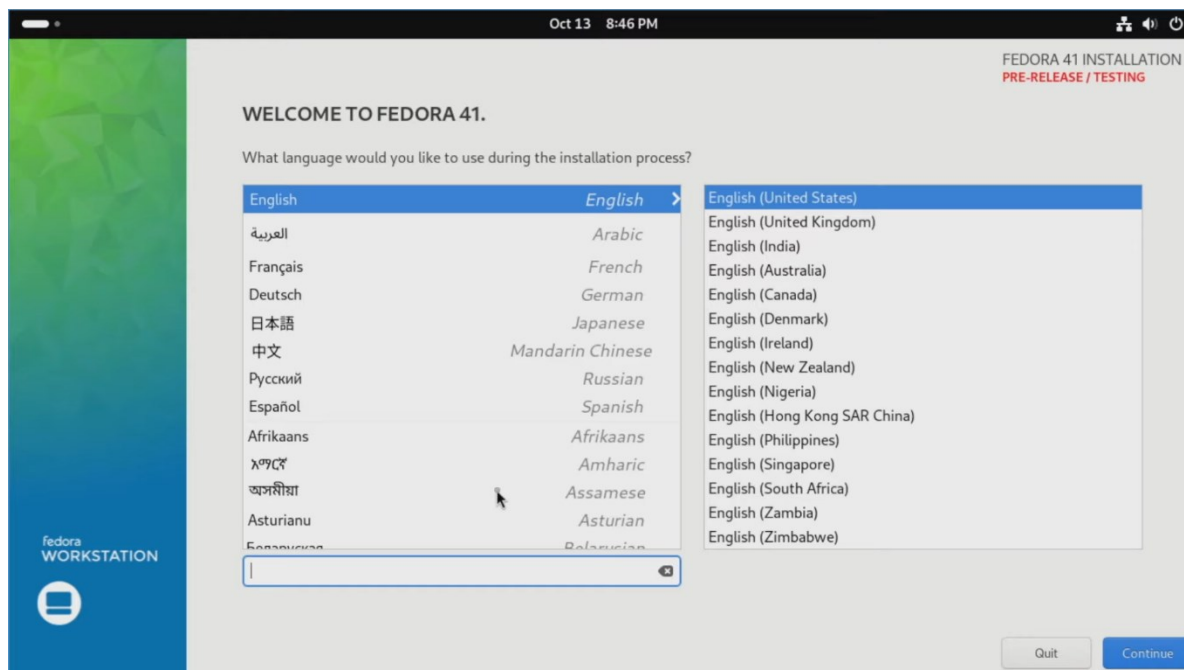 Oct 13 8:46 PM
FEDORA 41 INSTALLATION
PRE-RELEASE / TESTING
WELCOME TO FEDORA 41.
What language would you like to use during the installation process?
English English
العربية Arabic
Français French
Deutsch German
日本語 Japanese
中文 Mandarin Chinese
Русский Russian
Español Spanish
Afrikaans Afrikaans
አማርኛ Amharic
অসমীয়া Assamese
Asturianu Asturian
Беларуская Belarusian
English (United States)
English (United Kingdom)
English (India)
English (Australia)
English (Canada)
English (Denmark)
English (Ireland)
English (New Zealand)
English (Nigeria)
English (Hong Kong SAR China)
English (Philippines)
English (Singapore)
English (South Africa)
English (Zambia)
English (Zimbabwe)
fedora
WORKSTATION
Quit Continue